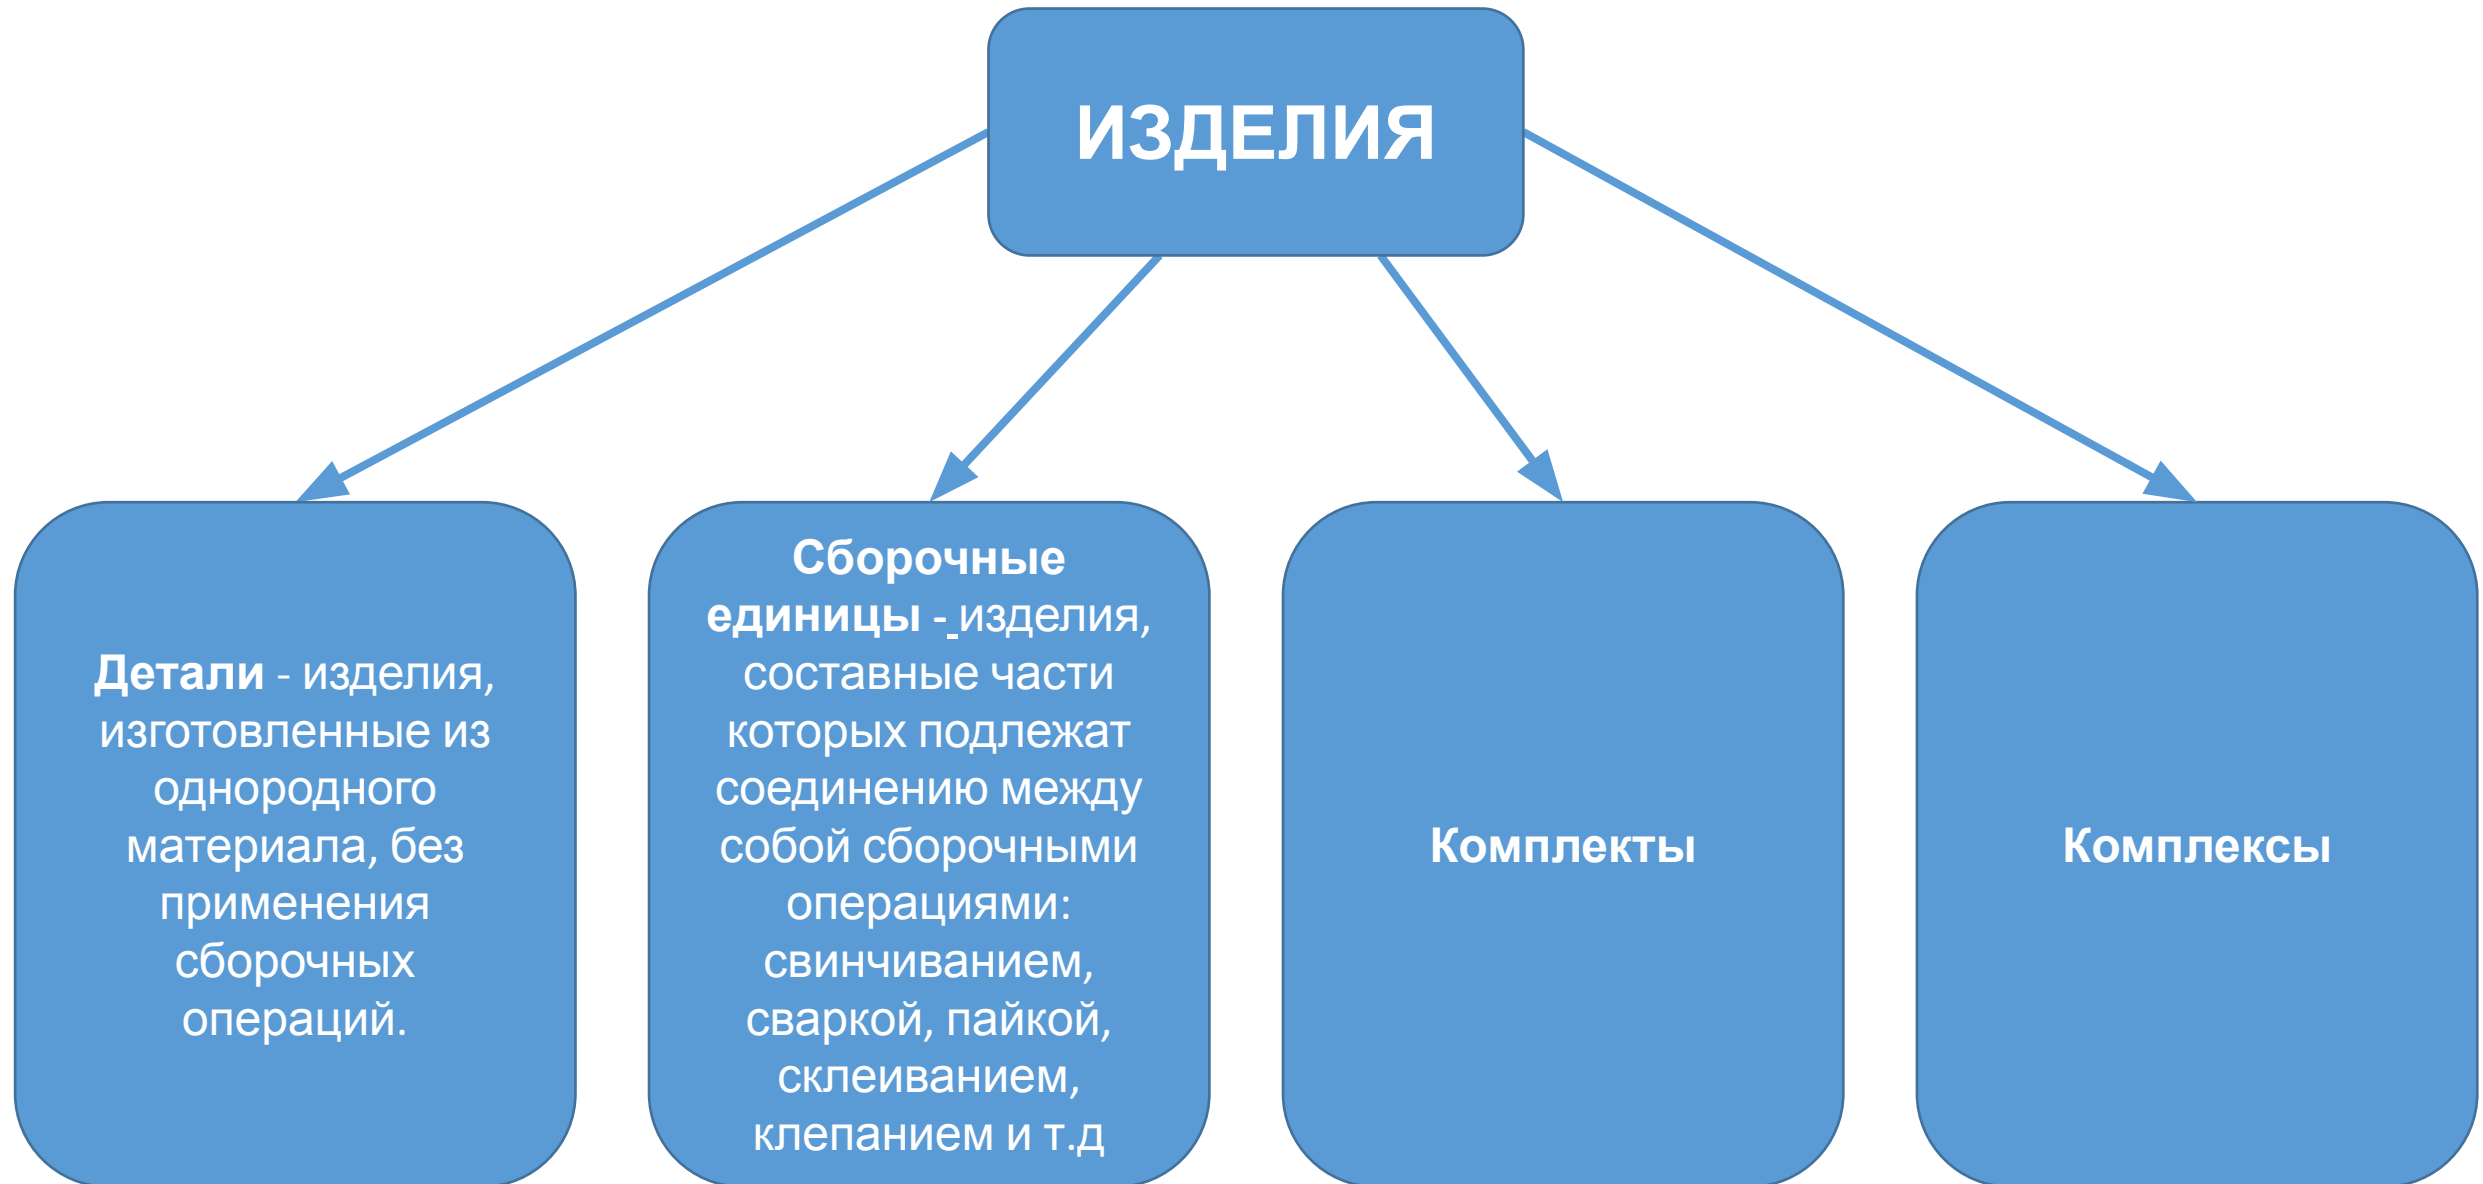 ИЗДЕЛИЯ
Детали - изделия,
изготовленные из
однородного
материала, без
применения
сборочных
операций.
Сборочные
единицы - изделия,
составные части
которых подлежат
соединению между
собой сборочными
операциями:
свинчиванием,
сваркой, пайкой,
склеиванием,
клепанием и т.д
Комплекты
Комплексы